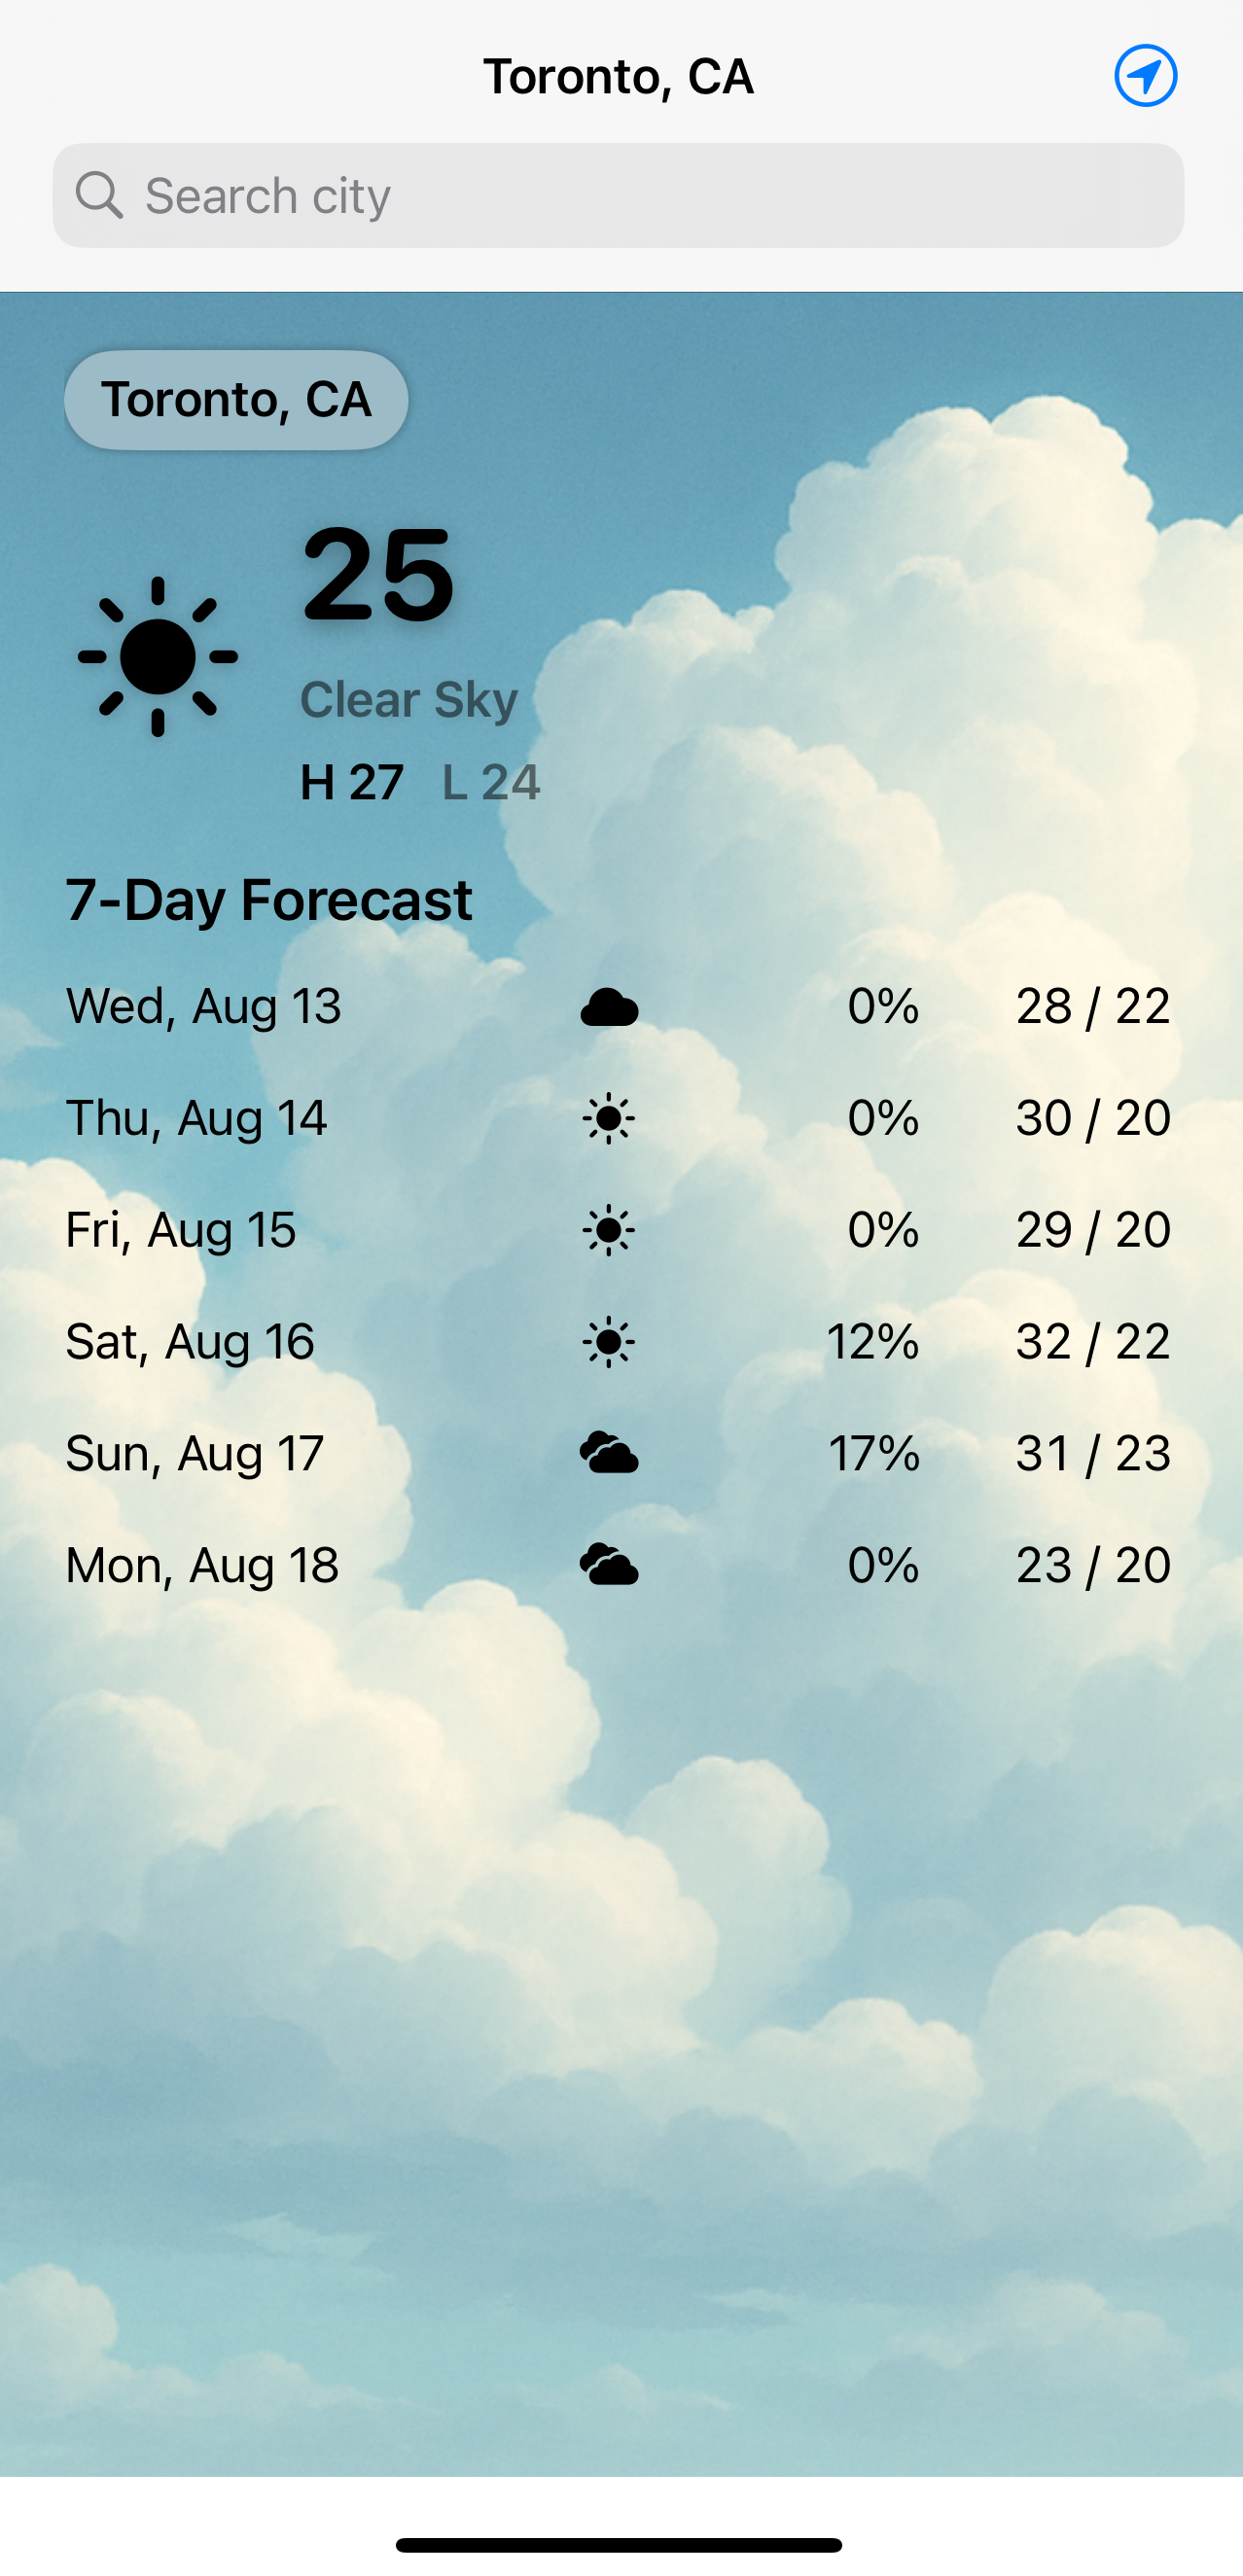 Toronto, CA
Search city
Toronto, CA
25
Clear Sky
H 27 L 24
7-Day Forecast
Wed, Aug 13 0% 28 / 22
Thu, Aug 14 0% 30 / 20
Fri, Aug 15 0% 29 / 20
Sat, Aug 16 12% 32 / 22
Sun, Aug 17 17% 31 / 23
Mon, Aug 18 0% 23 / 20